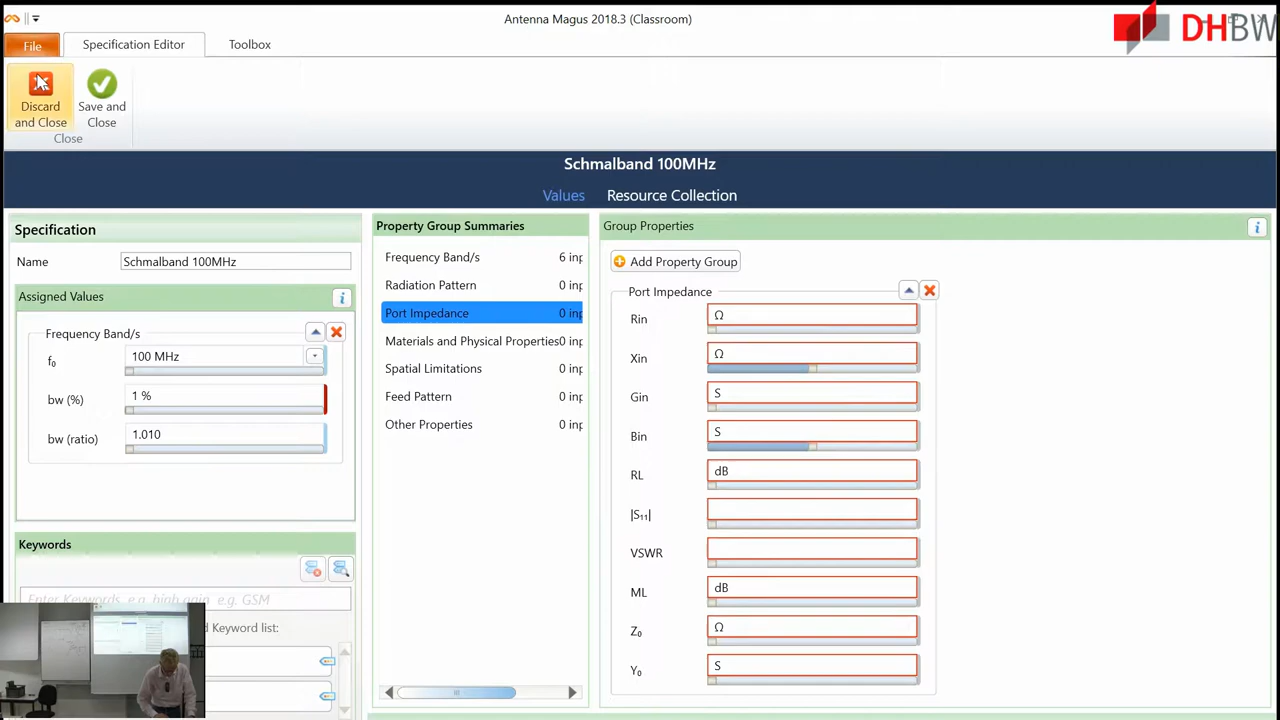 Antenna Magus 2018.3 (Classroom)
DHBW
File
Specification Editor
Toolbox
Discard and Close
Save and Close
Close
Schmalband 100MHz
Values
Resource Collection
Specification
Name
Schmalband 100MHz
Assigned Values
Frequency Band/s
f₀
100 MHz
bw (%)
1 %
bw (ratio)
1.010
Keywords
Enter Keywords, e.g. high gain, e.g. GSM
Keyword list:
Property Group Summaries
Frequency Band/s 6 inp
Radiation Pattern 0 inp
Port Impedance 0 inp
Materials and Physical Properties 0 inp
Spatial Limitations 0 inp
Feed Pattern 0 inp
Other Properties 0 inp
Group Properties
Add Property Group
Port Impedance
Rin Ω
Xin Ω
Gin S
Bin S
RL dB
|S₁₁|
VSWR
ML dB
Z₀ Ω
Y₀ S